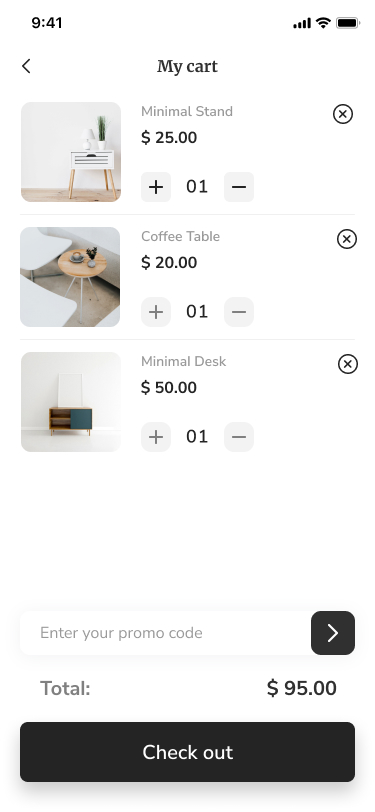 9:41
My cart
Minimal Stand
$ 25.00
01
Coffee Table
$ 20.00
01
Minimal Desk
$ 50.00
01
Enter your promo code
Total: $ 95.00
Check out